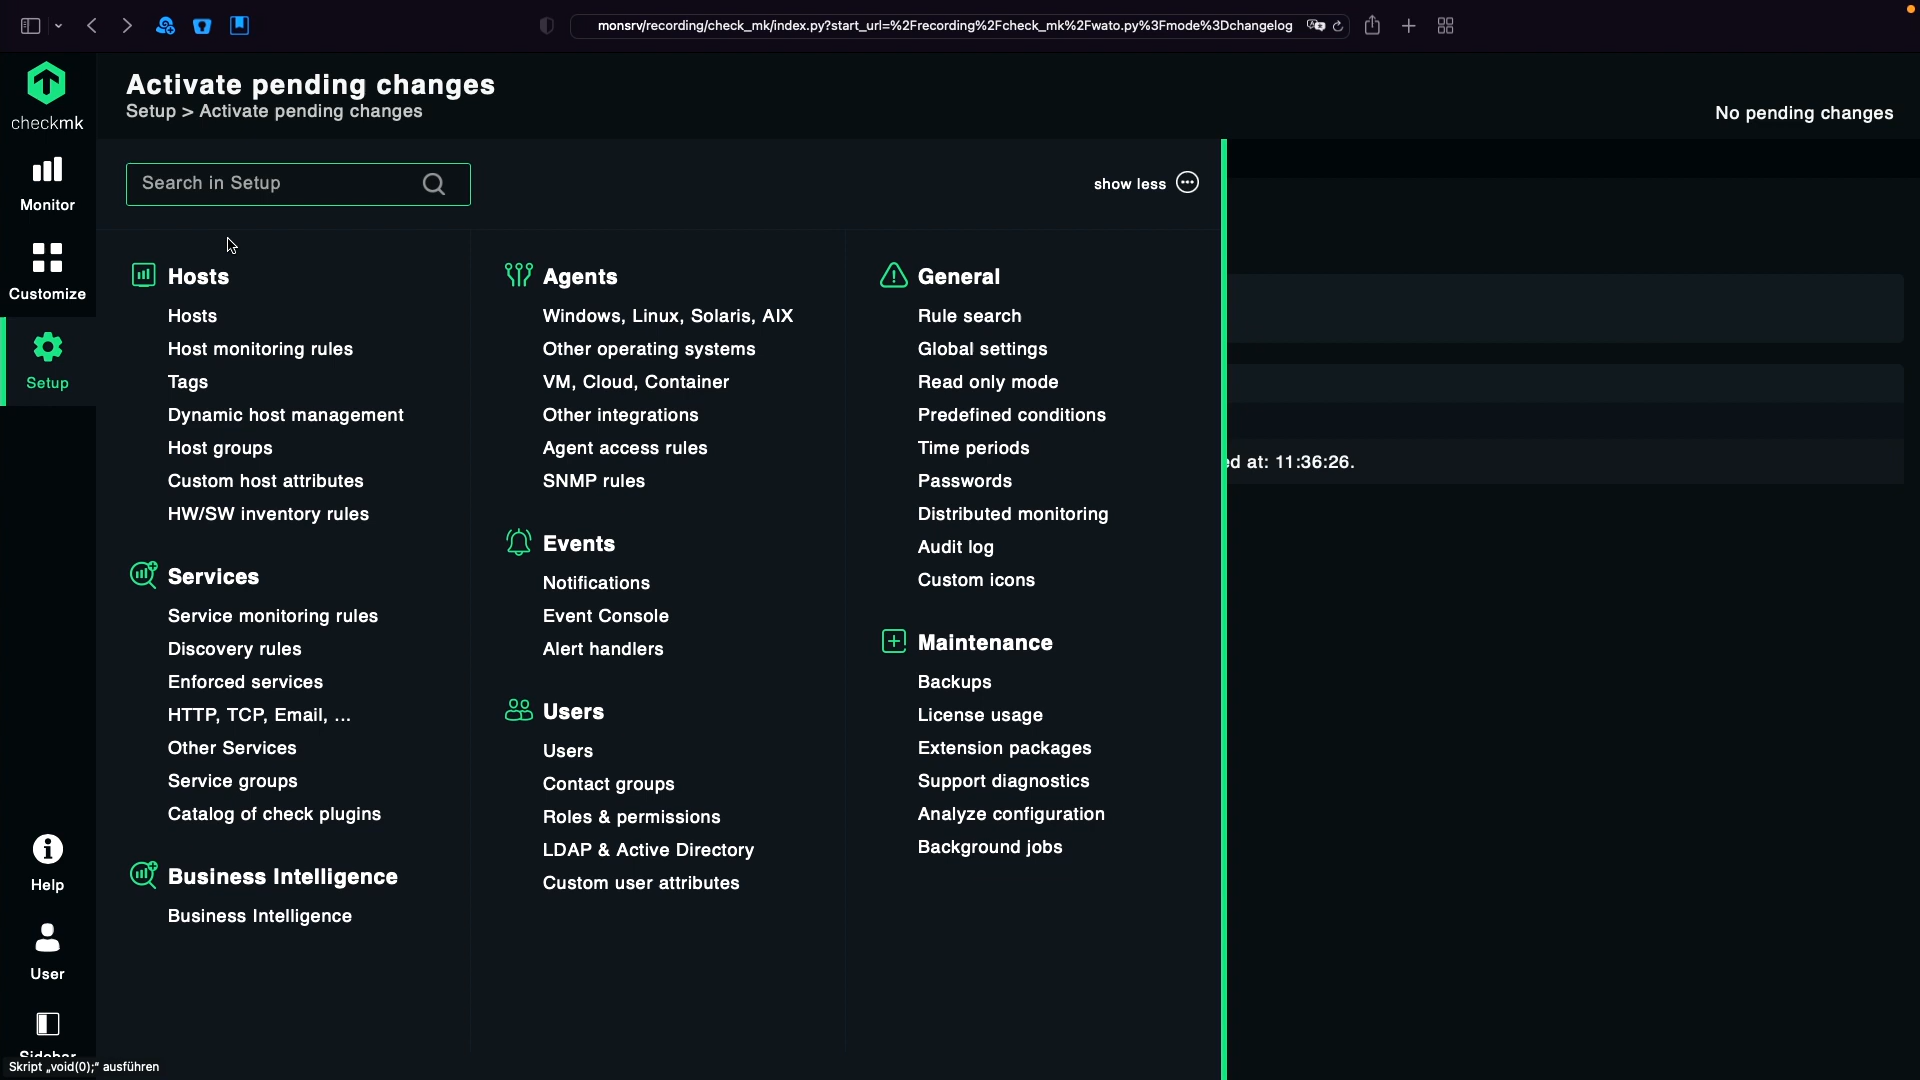 monsrv/recording/check_mk/index.py?start_url=%2Frecording%2Fcheck_mk%2Fwato.py%3Fmode%3Dchangelog
checkmk
Monitor
Customize
Setup
Help
User
Sidebar
Skript „void(0);“ ausführen
Activate pending changes
Setup > Activate pending changes
No pending changes
Search in Setup
show less
Hosts
Hosts
Host monitoring rules
Tags
Dynamic host management
Host groups
Custom host attributes
HW/SW inventory rules
Services
Service monitoring rules
Discovery rules
Enforced services
HTTP, TCP, Email, ...
Other Services
Service groups
Catalog of check plugins
Business Intelligence
Business Intelligence
Agents
Windows, Linux, Solaris, AIX
Other operating systems
VM, Cloud, Container
Other integrations
Agent access rules
SNMP rules
Events
Notifications
Event Console
Alert handlers
Users
Users
Contact groups
Roles & permissions
LDAP & Active Directory
Custom user attributes
General
Rule search
Global settings
Read only mode
Predefined conditions
Time periods
Passwords
Distributed monitoring
Audit log
Custom icons
Maintenance
Backups
License usage
Extension packages
Support diagnostics
Analyze configuration
Background jobs
ed at: 11:36:26.